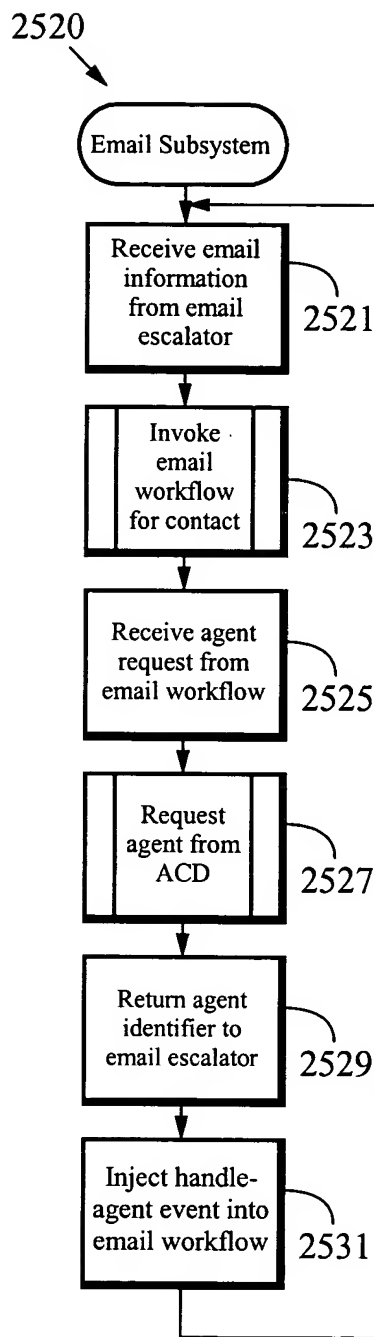 2520
Email Subsystem
Receive email
information
from email
escalator
2521
Invoke
email
workflow
for contact
2523
Receive agent
request from
email workflow
2525
Request
agent from
ACD
2527
Return agent
identifier to
email escalator
2529
Inject handle-
agent event into
email workflow
2531